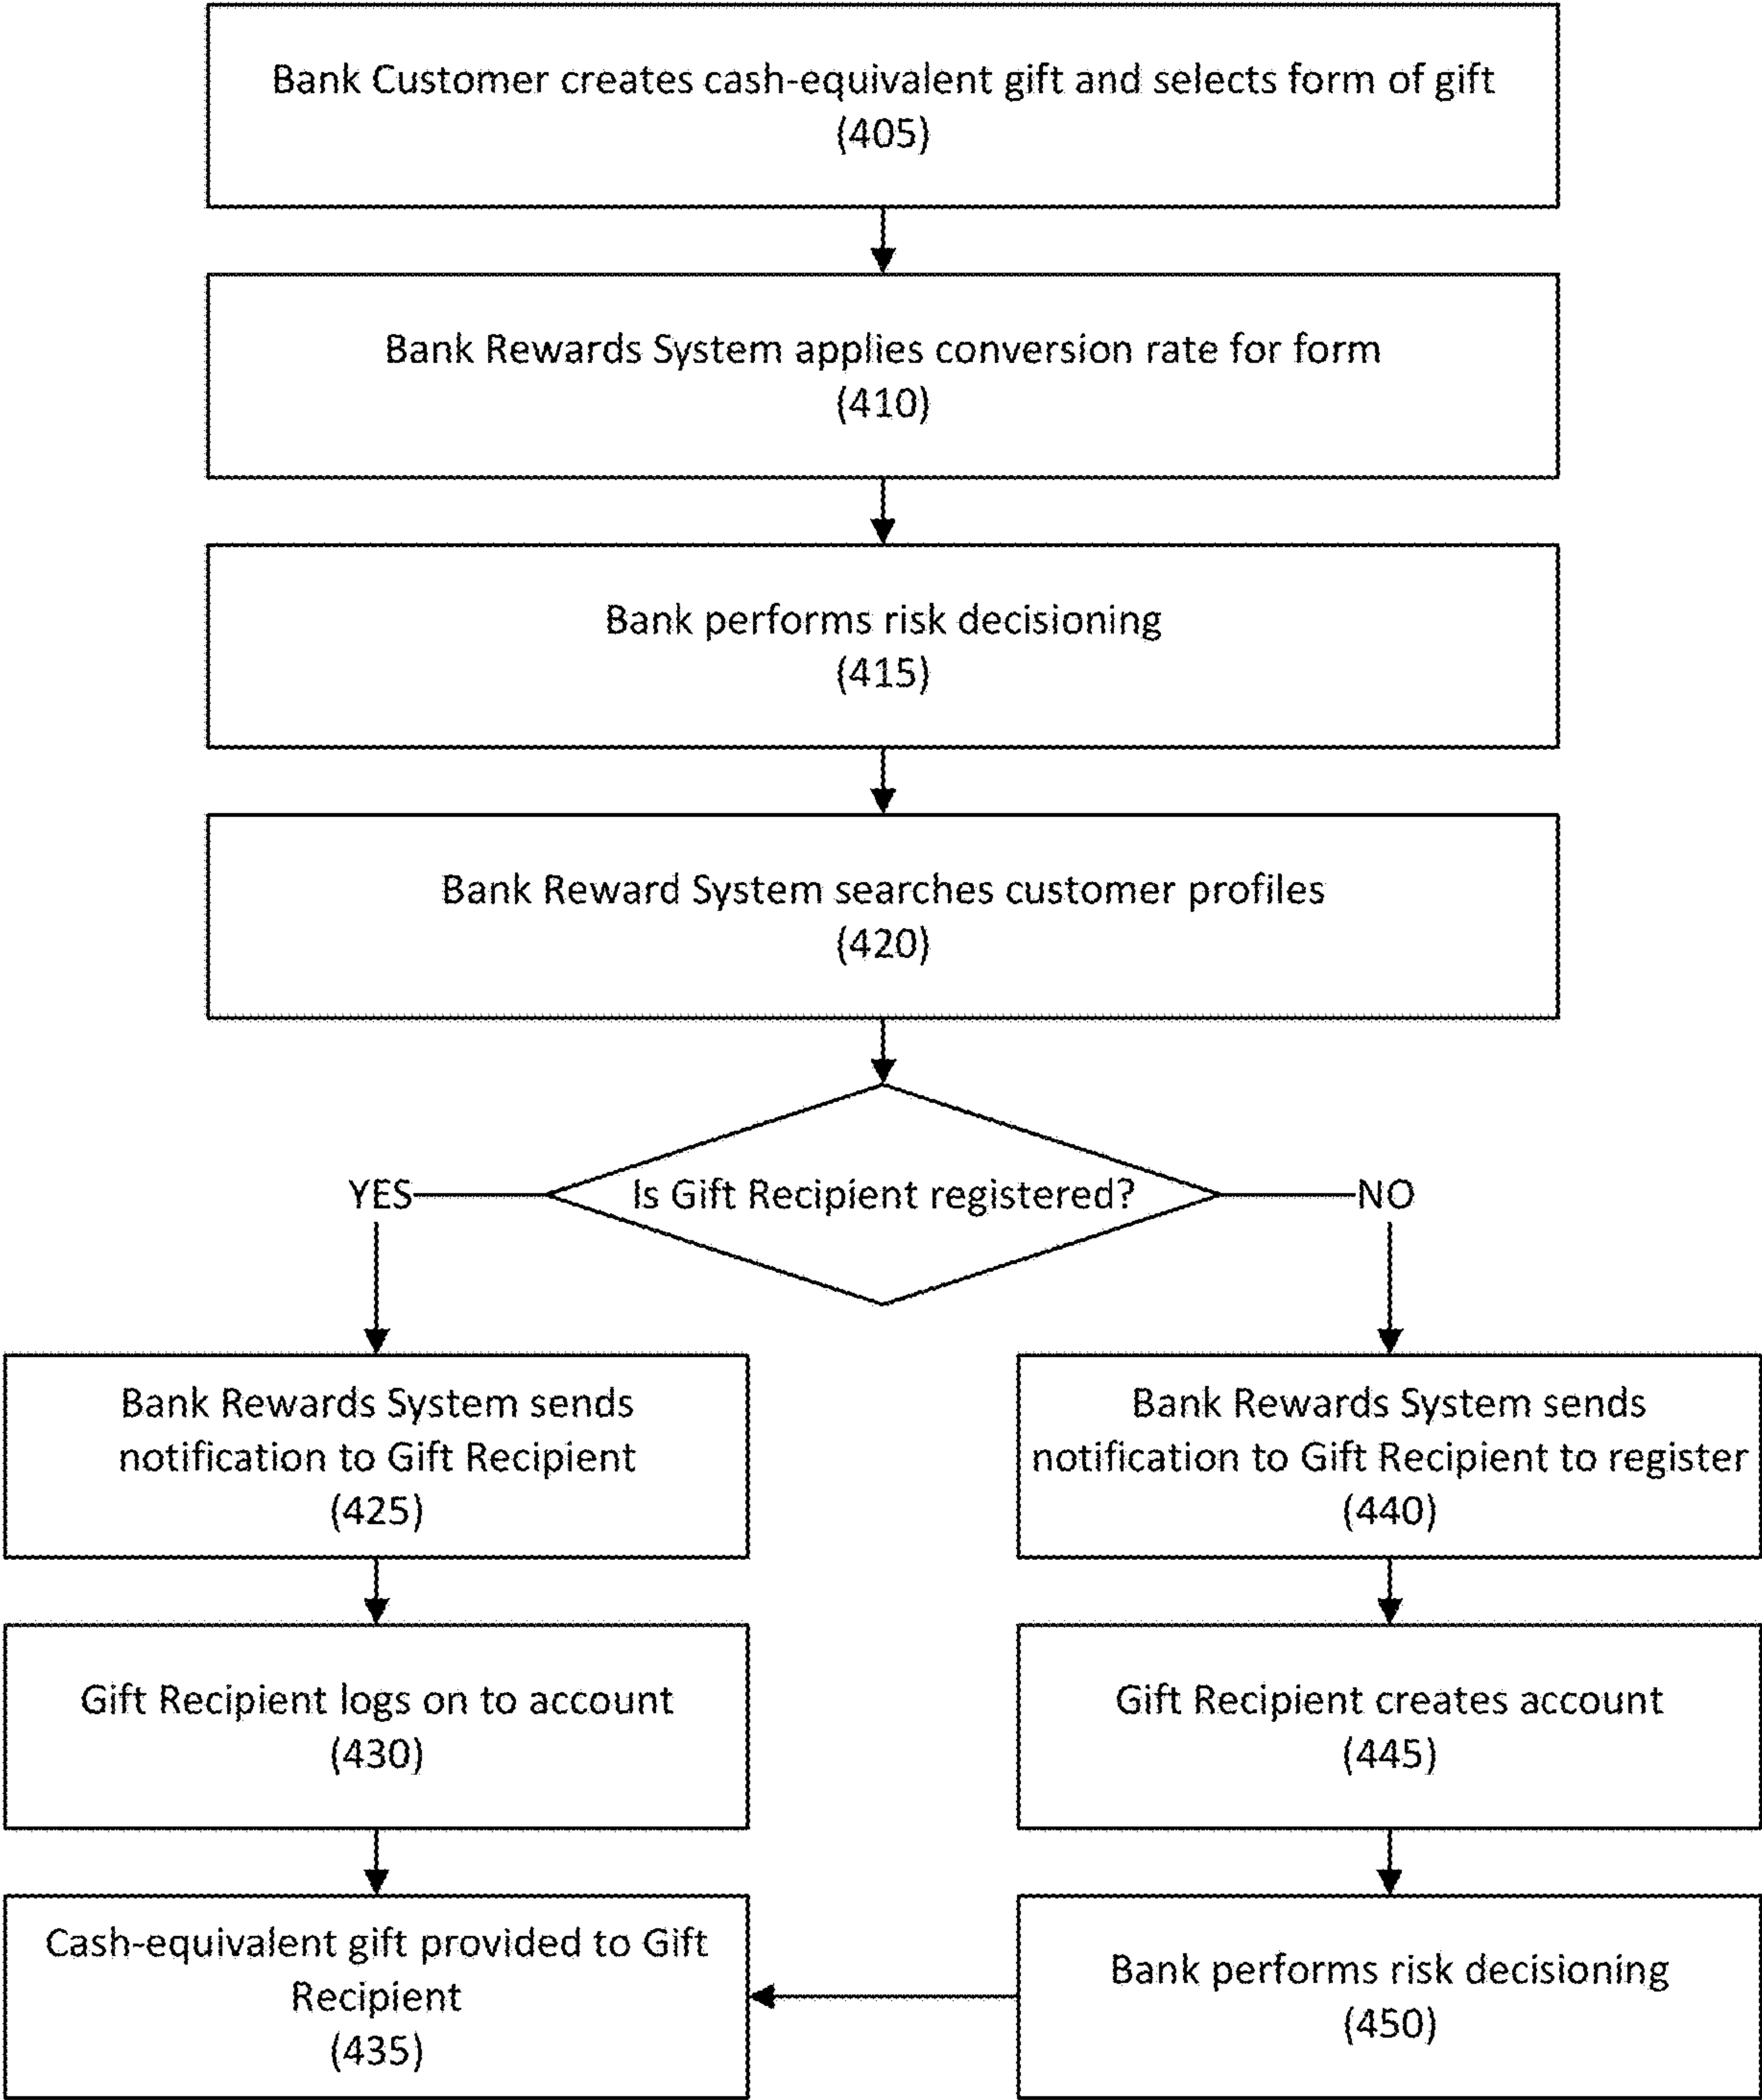 Bank Customer creates cash-equivalent gift and selects form of gift
(405)
Bank Rewards System applies conversion rate for form
(410)
Bank performs risk decisioning
(415)
Bank Reward System searches customer profiles
(420)
Is Gift Recipient registered?
YES
NO
Bank Rewards System sends
notification to Gift Recipient
(425)
Bank Rewards System sends
notification to Gift Recipient to register
(440)
Gift Recipient logs on to account
(430)
Gift Recipient creates account
(445)
Cash-equivalent gift provided to Gift
Recipient
(435)
Bank performs risk decisioning
(450)